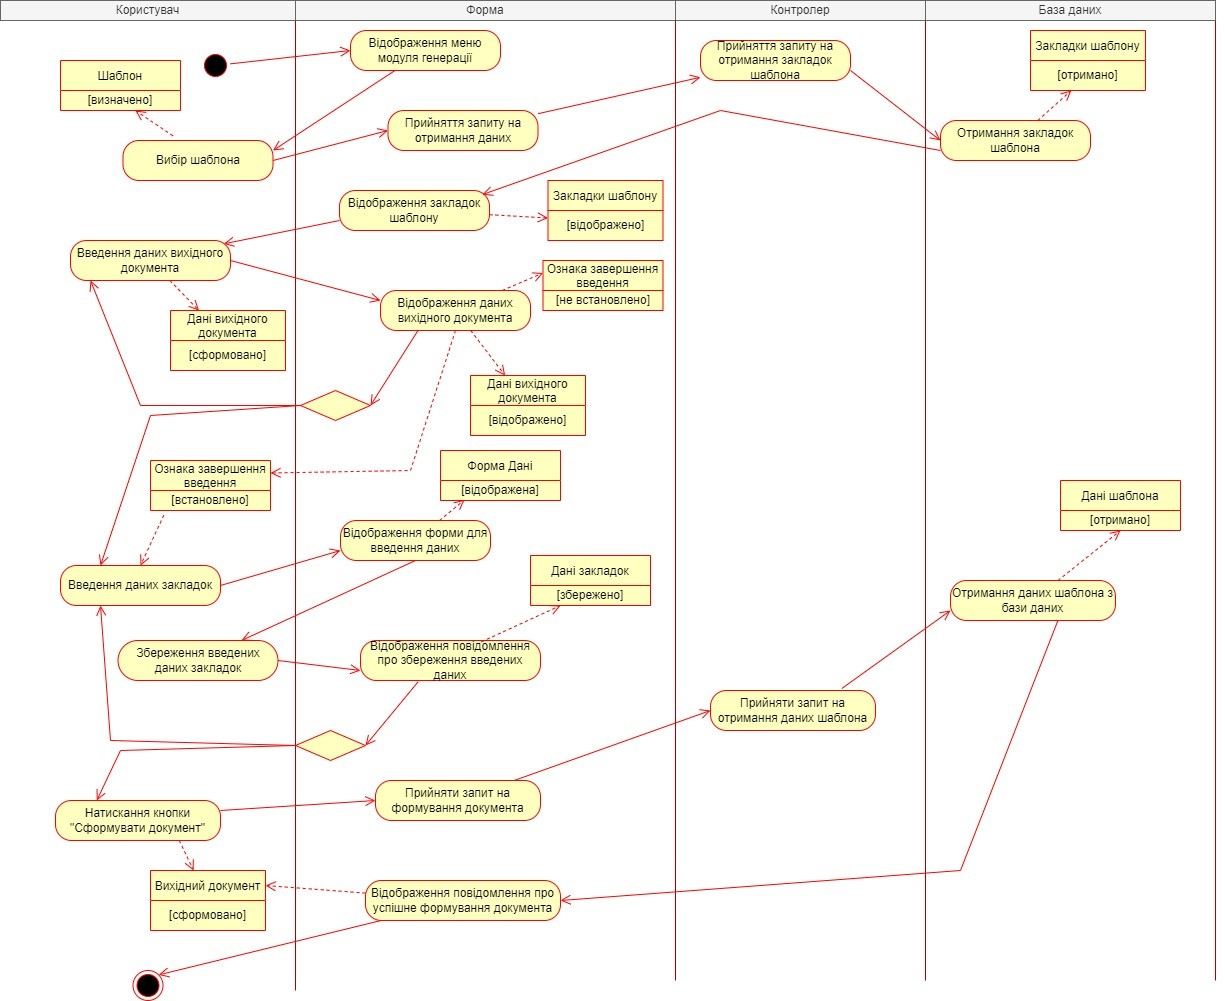 Користувач
Форма
Контролер
База даних
Відображення меню
модуля генерації
Прийняття запиту на
отримання закладок
шаблона
Закладки шаблону
[отримано]
Шаблон
[визначено]
Прийняття запиту на
отримання даних
Отримання закладок
шаблона
Вибір шаблона
Відображення закладок
шаблону
Закладки шаблону
[відображено]
Введення даних вихідного
документа
Ознака завершення
введення
[не встановлено]
Відображення даних
вихідного документа
Дані вихідного
документа
[сформовано]
Дані вихідного
документа
[відображено]
Ознака завершення
введення
[встановлено]
Форма Дані
[відображена]
Дані шаблона
[отримано]
Відображення форми для
введення даних
Введення даних закладок
Дані закладок
[збережено]
Отримання даних шаблона з
бази даних
Збереження введених
даних закладок
Відображення повідомлення
про збереження введених
даних
Прийняти запит на
отримання даних шаблона
Натискання кнопки
"Сформувати документ"
Прийняти запит на
формування документа
Вихідний документ
[сформовано]
Відображення повідомлення про
успішне формування документа